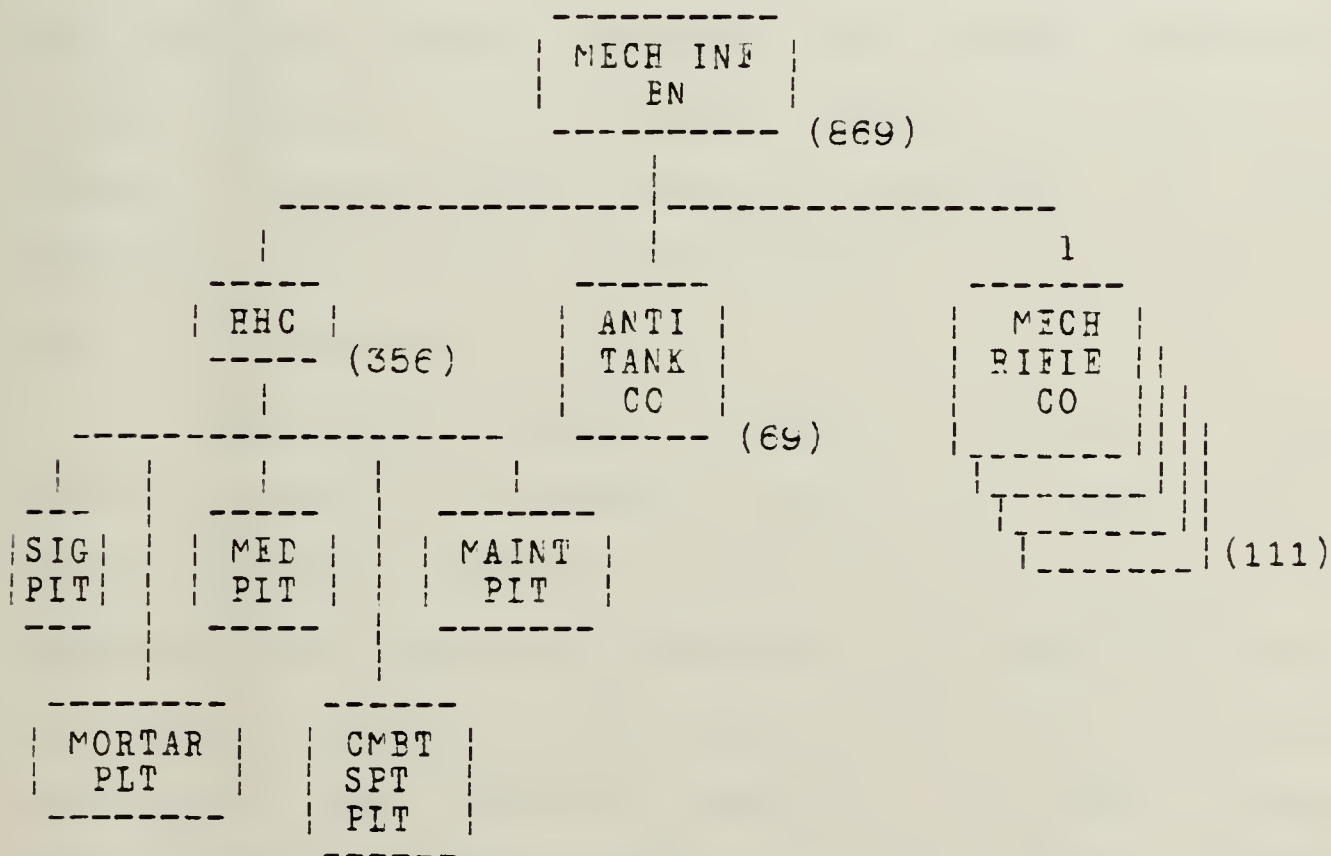 MECH INF
BN
(869)
1
HHC
(356)
ANTI
TANK
CO
(69)
MECH
RIFLE
CO
(111)
SIG
PLT
MED
PLT
MAINT
PLT
MORTAR
PLT
CMBT
SPT
PLT